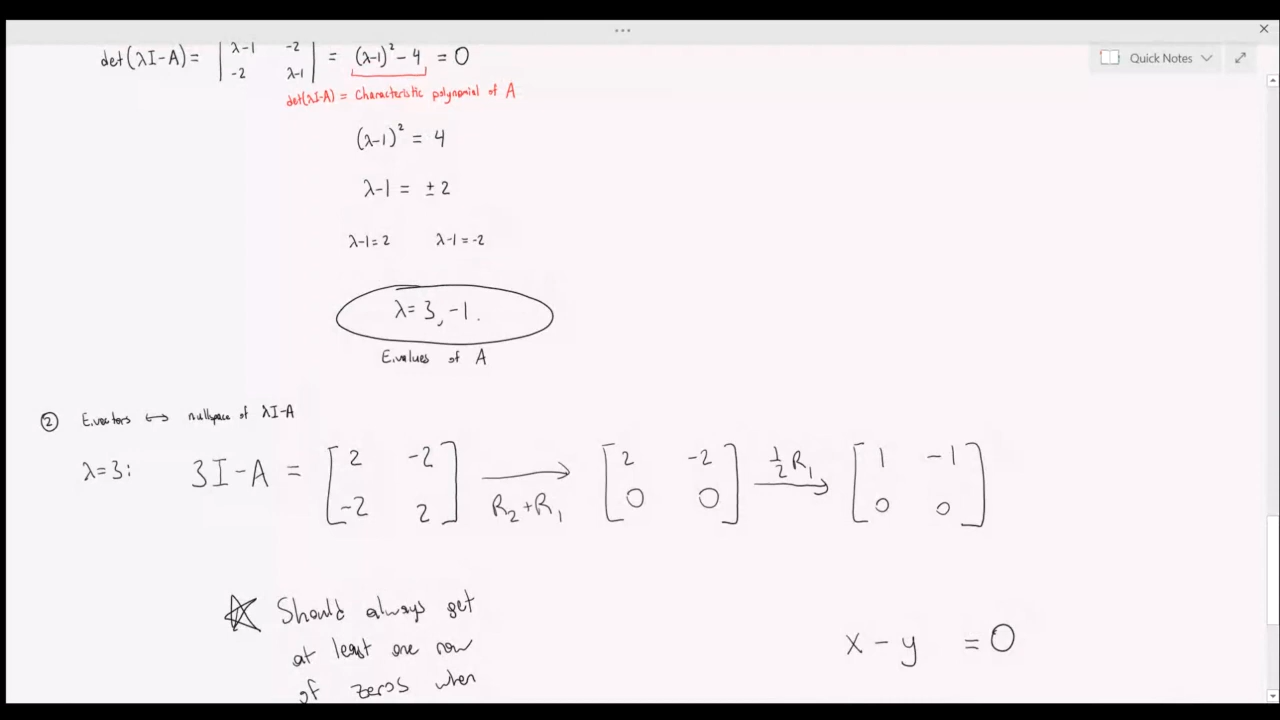 Quick Notes
det(λI-A) = | λ-1 -2 | = (λ-1)² - 4 = 0
| -2 λ-1 |
det(λI-A) = Characteristic polynomial of A
(λ-1)² = 4
λ-1 = ±2
λ-1=2 λ-1=-2
λ= 3, -1.
E.values of A
② E.vectors ↔ nullspace of λI-A
λ=3: 3I-A = [ 2 -2 ] → [ 2 -2 ] ½R₁ → [ 1 -1 ]
[ -2 2 ] R₂+R₁ [ 0 0 ] [ 0 0 ]
☆ Should always get
at least one row
of zeros when
x - y = 0